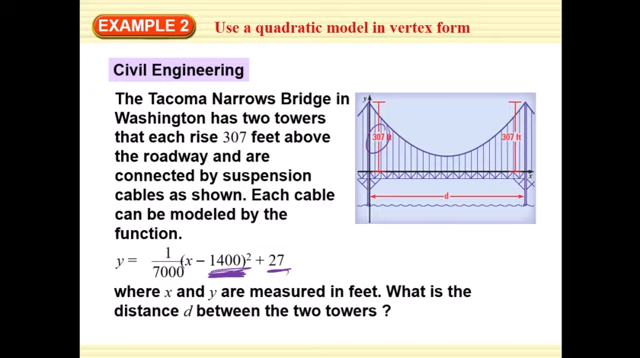 EXAMPLE 2 Use a quadratic model in vertex form
Civil Engineering
The Tacoma Narrows Bridge in
Washington has two towers
that each rise 307 feet above
the roadway and are
connected by suspension
cables as shown. Each cable
can be modeled by the
function.
y
307 ft
307 ft
x
d
y = 1/7000 (x – 1400)² + 27
where x and y are measured in feet. What is the
distance d between the two towers ?